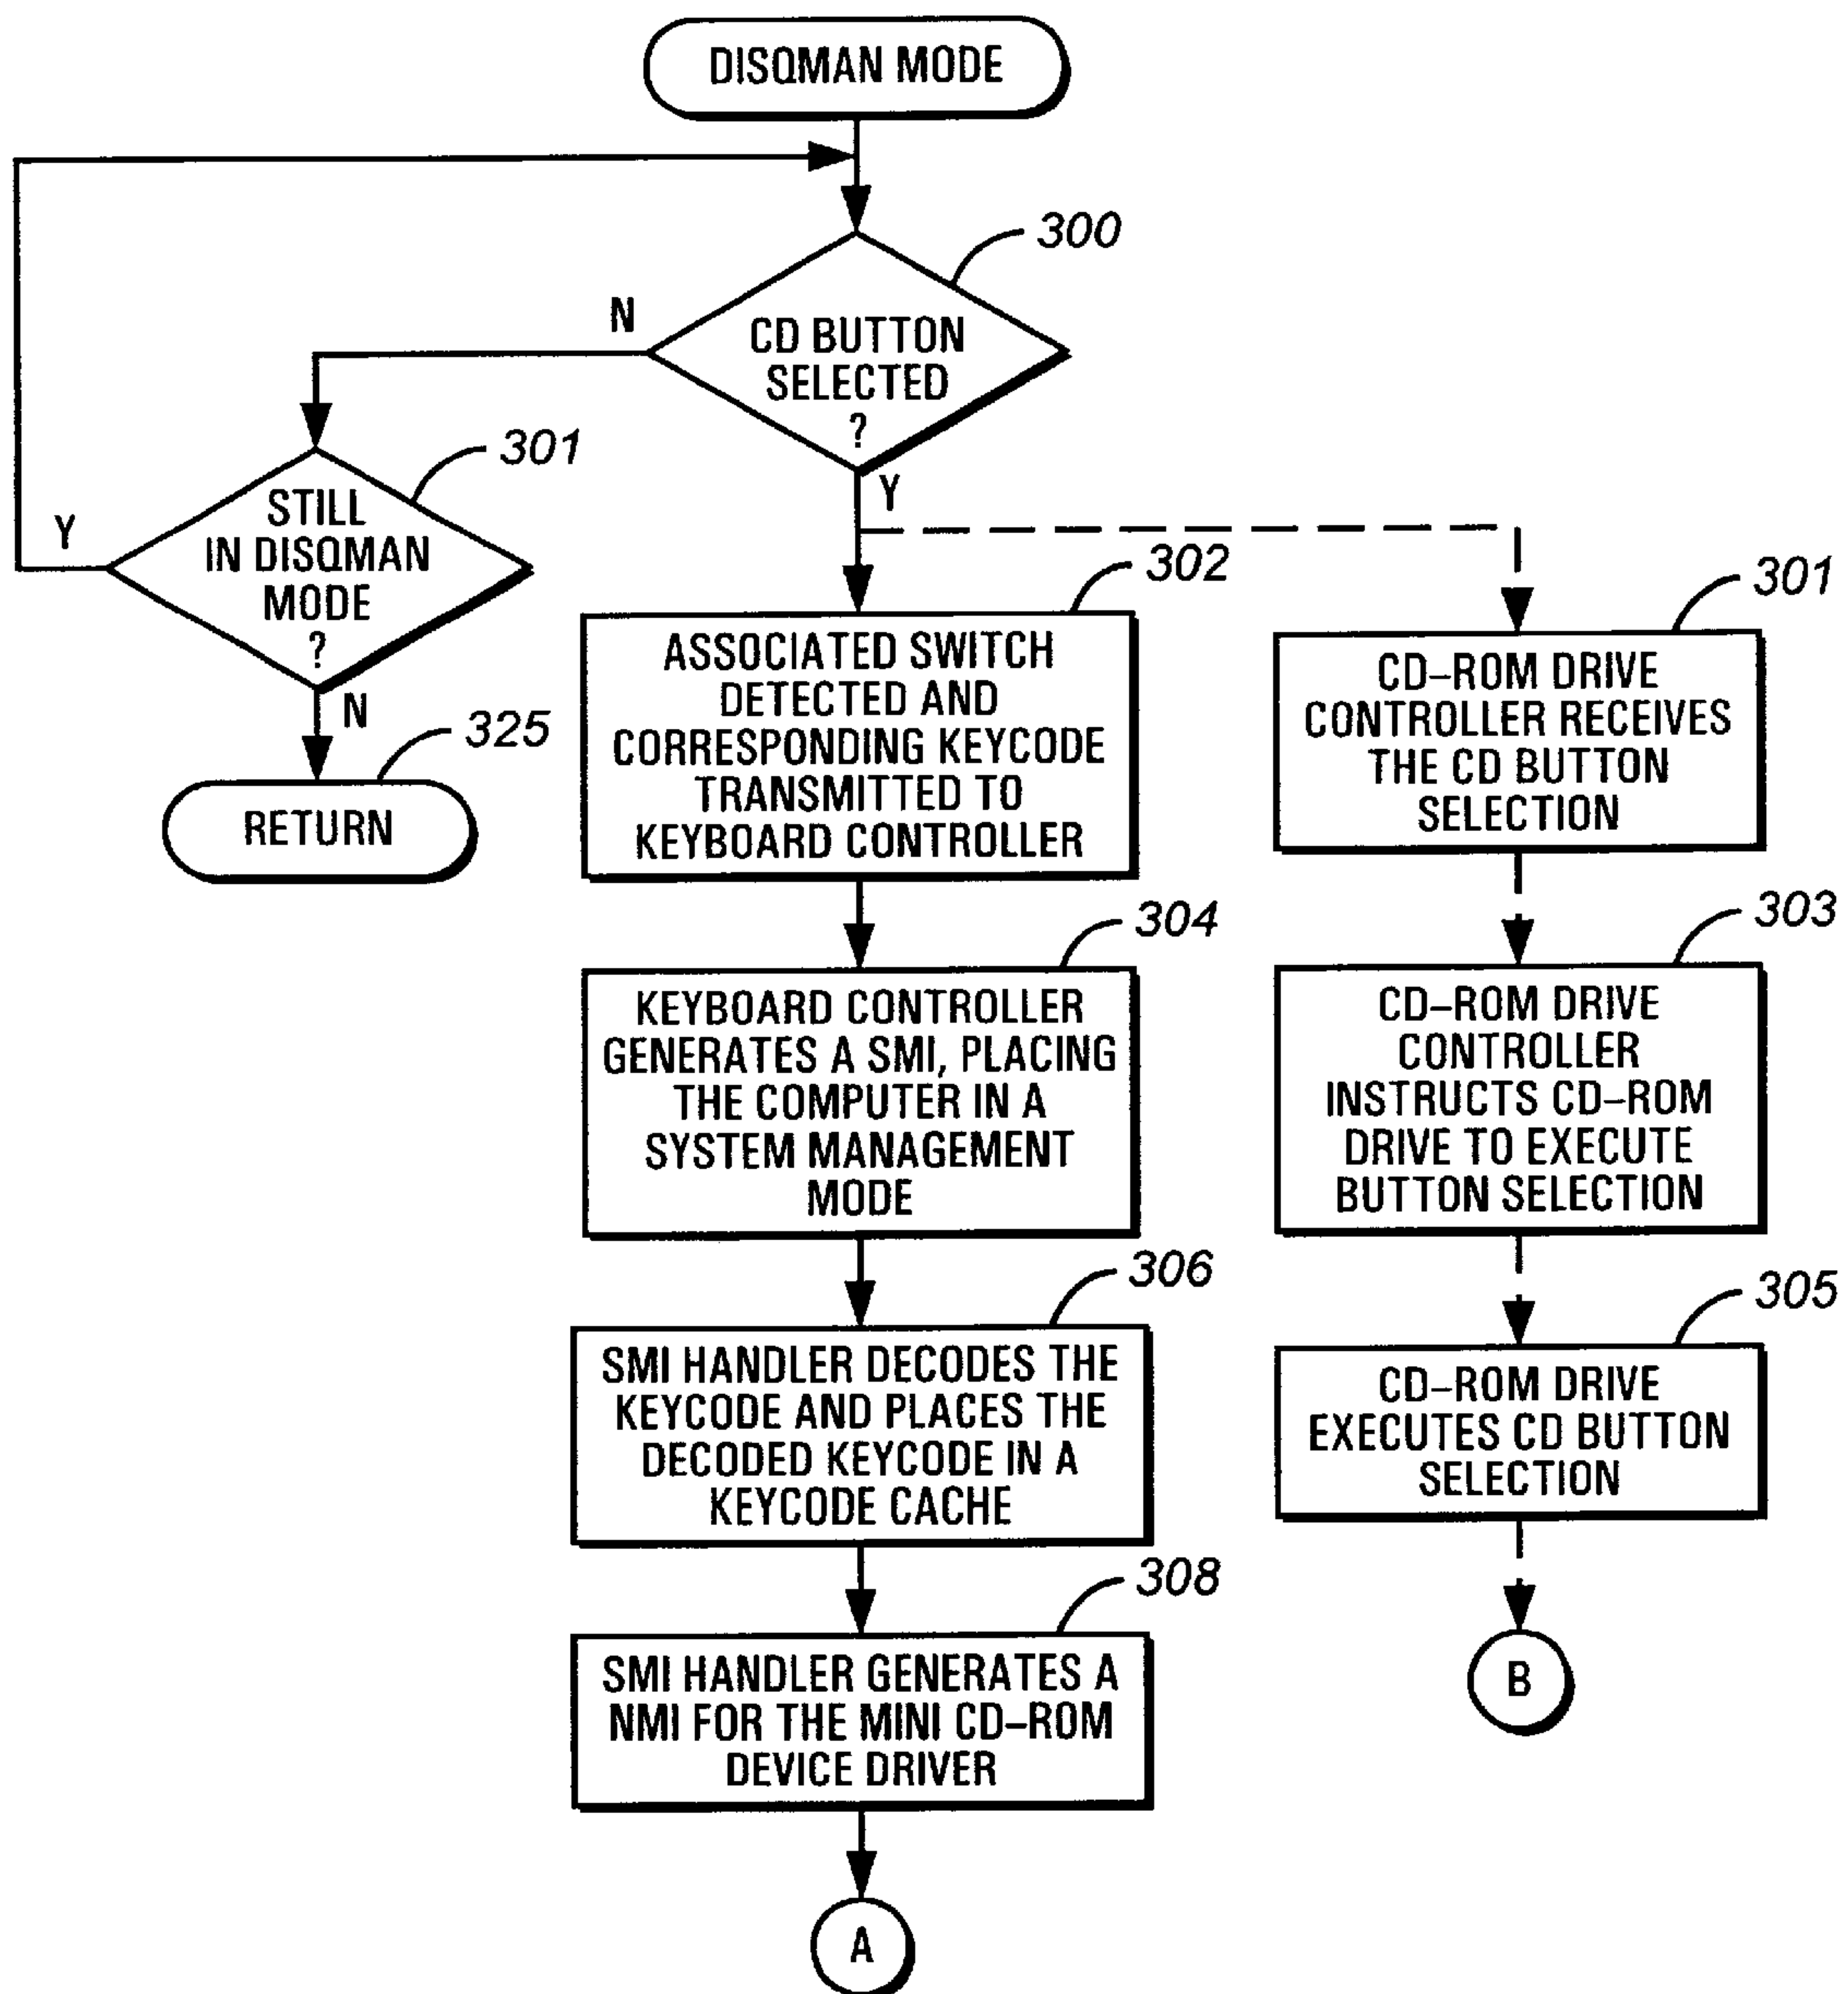 DISQMAN MODE
300
N
CD BUTTON
SELECTED
?
Y
301
STILL
IN DISQMAN
MODE
?
Y
N
325
RETURN
302
ASSOCIATED SWITCH
DETECTED AND
CORRESPONDING KEYCODE
TRANSMITTED TO
KEYBOARD CONTROLLER
304
KEYBOARD CONTROLLER
GENERATES A SMI, PLACING
THE COMPUTER IN A
SYSTEM MANAGEMENT
MODE
306
SMI HANDLER DECODES THE
KEYCODE AND PLACES THE
DECODED KEYCODE IN A
KEYCODE CACHE
308
SMI HANDLER GENERATES A
NMI FOR THE MINI CD-ROM
DEVICE DRIVER
A
301
CD-ROM DRIVE
CONTROLLER RECEIVES
THE CD BUTTON
SELECTION
303
CD-ROM DRIVE
CONTROLLER
INSTRUCTS CD-ROM
DRIVE TO EXECUTE
BUTTON SELECTION
305
CD-ROM DRIVE
EXECUTES CD BUTTON
SELECTION
B